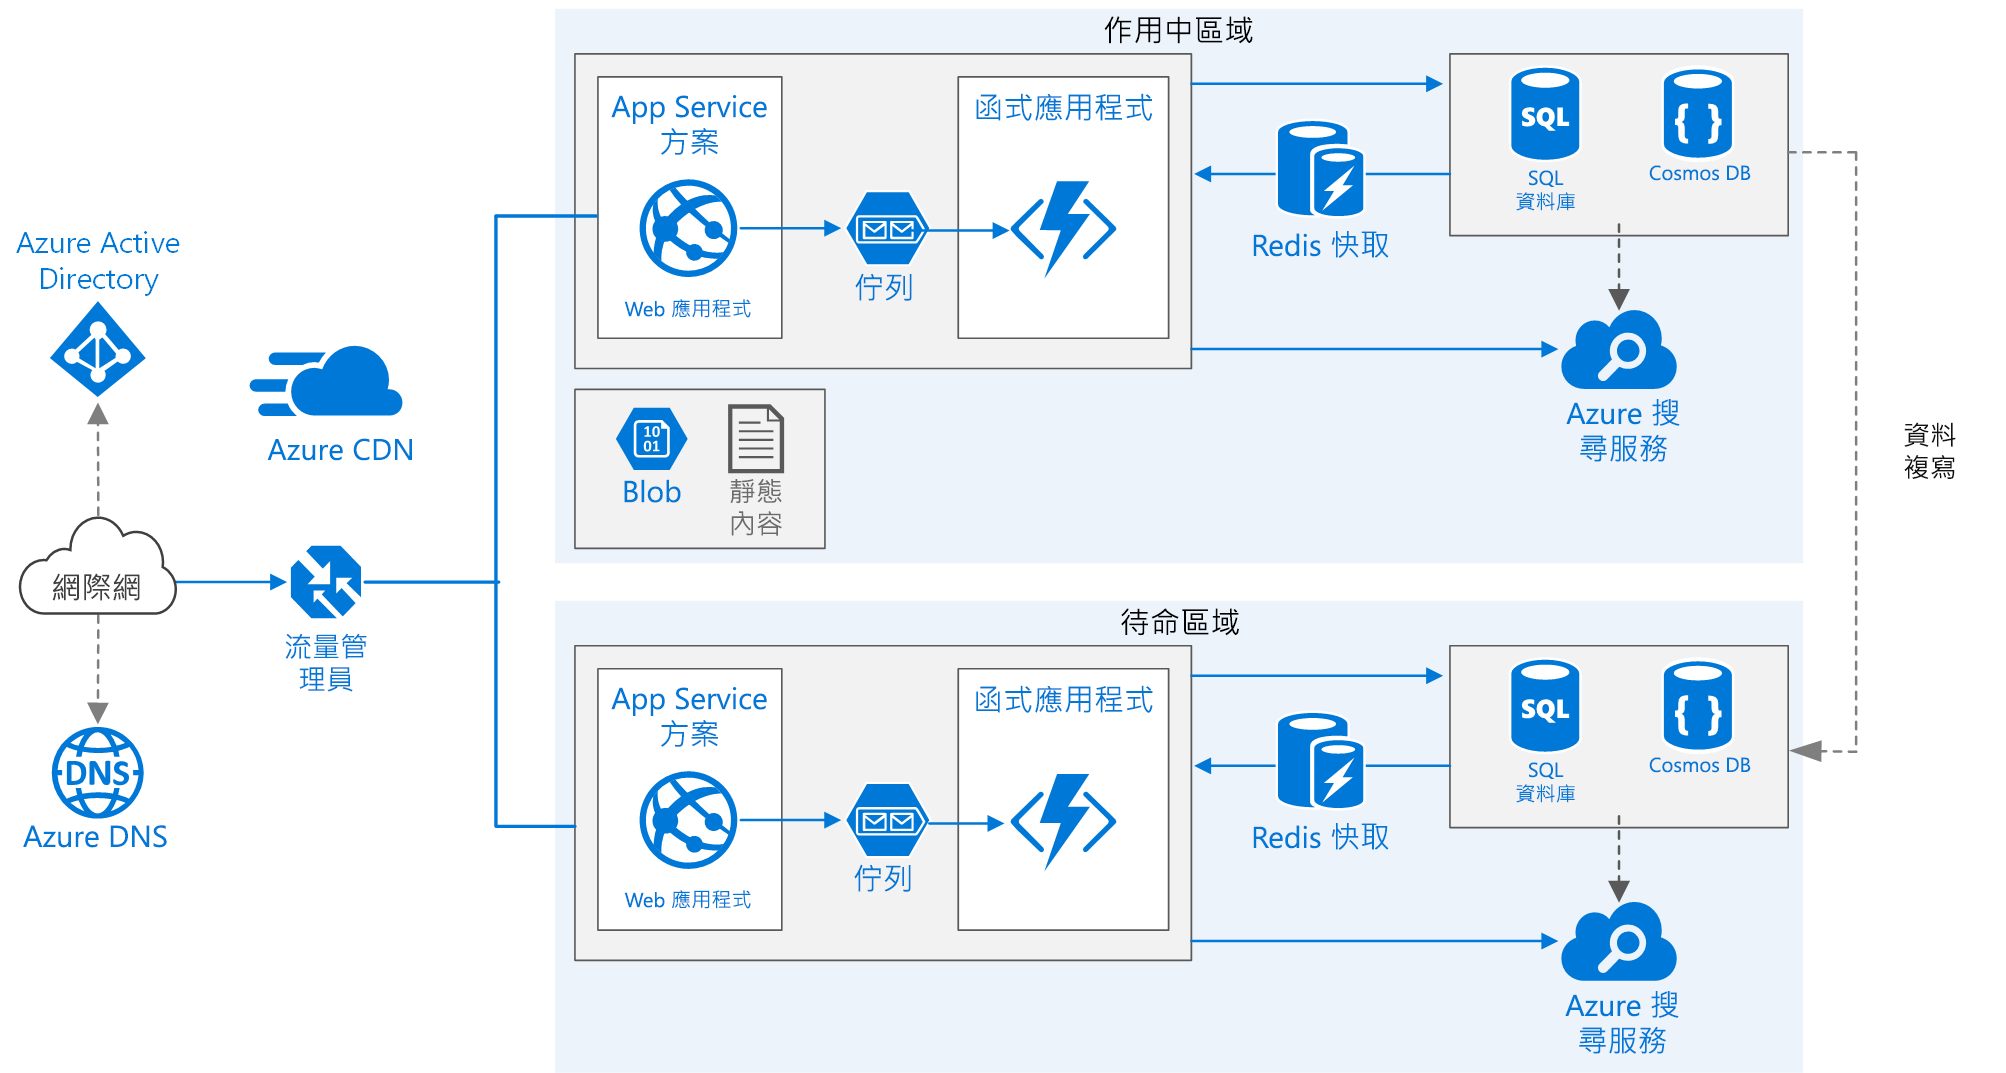 作用中區域
App Service
方案
Web 應用程式
佇列
函式應用程式
Redis 快取
SQL
SQL
資料庫
{ }
Cosmos DB
Azure 搜
尋服務
10
01
Blob
靜態
內容
資料
複寫
Azure Active
Directory
Azure CDN
網際網
流量管
理員
DNS
Azure DNS
待命區域
App Service
方案
Web 應用程式
佇列
函式應用程式
Redis 快取
SQL
SQL
資料庫
{ }
Cosmos DB
Azure 搜
尋服務